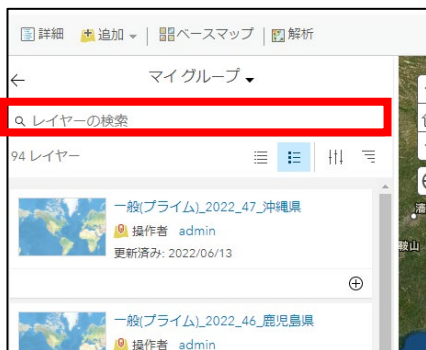 詳細 追加 ベースマップ 解析
マイ グループ
レイヤーの検索
94 レイヤー
一般(プライム)_2022_47_沖縄県
操作者 admin
更新済み: 2022/06/13
一般(プライム)_2022_46_鹿児島県
操作者 admin
鞍山